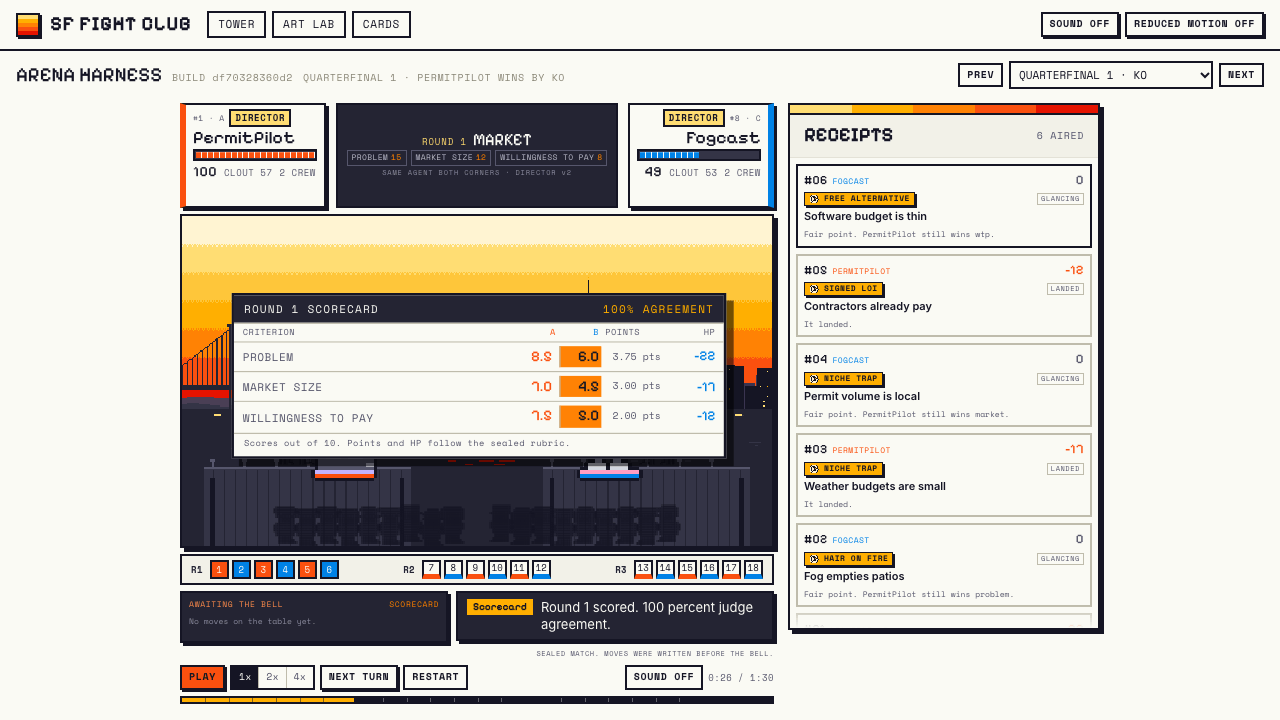 SF FIGHT CLUB
TOWER
ART LAB
CARDS
SOUND OFF
REDUCED MOTION OFF
ARENA HARNESS
BUILD df70328360d2
QUARTERFINAL 1 · PERMITPILOT WINS BY KO
PREV
QUARTERFINAL 1 · KO
NEXT
#1 · A
DIRECTOR
PermitPilot
100 CLOUT 57 2 CREW
ROUND 1 MARKET
PROBLEM 15
MARKET SIZE 12
WILLINGNESS TO PAY 8
SAME AGENT BOTH CORNERS · DIRECTOR v2
DIRECTOR
#8 · C
Fogcast
49 CLOUT 53 2 CREW
ROUND 1 SCORECARD
100% AGREEMENT
CRITERION A B POINTS HP
PROBLEM 8.5 6.0 3.75 pts -22
MARKET SIZE 7.0 4.5 3.00 pts -17
WILLINGNESS TO PAY 7.5 5.0 2.00 pts -12
Scores out of 10. Points and HP follow the sealed rubric.
R1 1 2 3 4 5 6
R2 7 8 9 10 11 12
R3 13 14 15 16 17 18
AWAITING THE BELL
SCORECARD
No moves on the table yet.
Scorecard
Round 1 scored. 100 percent judge
agreement.
SEALED MATCH. MOVES WERE WRITTEN BEFORE THE BELL.
PLAY
1x
2x
4x
NEXT TURN
RESTART
SOUND OFF
0:26 / 1:30
RECEIPTS
6 AIRED
#06 FOGCAST 0
FREE ALTERNATIVE
GLANCING
Software budget is thin
Fair point. PermitPilot still wins wtp.
#05 PERMITPILOT -12
SIGNED LOI
LANDED
Contractors already pay
It landed.
#04 FOGCAST 0
NICHE TRAP
GLANCING
Permit volume is local
Fair point. PermitPilot still wins market.
#03 PERMITPILOT -17
NICHE TRAP
LANDED
Weather budgets are small
It landed.
#02 FOGCAST 0
HAIR ON FIRE
GLANCING
Fog empties patios
Fair point. PermitPilot still wins problem.